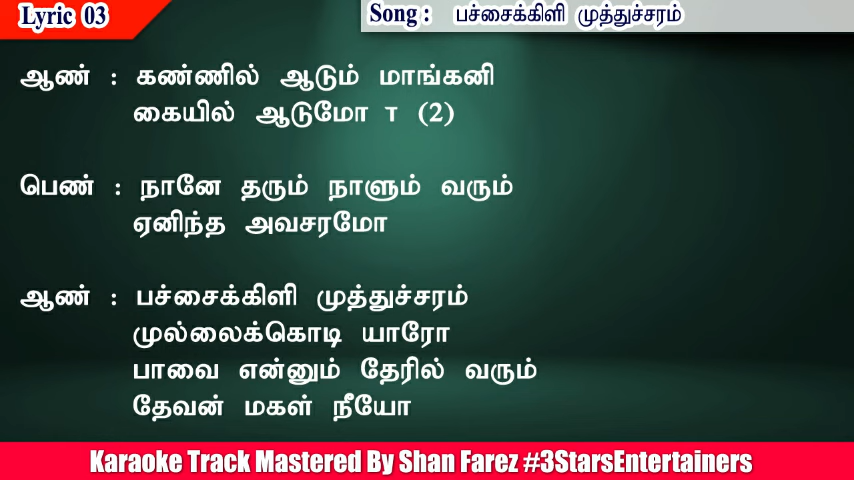 Lyric 03
Song : பச்சைக்கிளி முத்துச்சரம்
ஆண் : கண்ணில் ஆடும் மாங்கனி
கையில் ஆடுமோ ா (2)
பெண் : நானே தரும் நாளும் வரும்
ஏனிந்த அவசரமோ
ஆண் : பச்சைக்கிளி முத்துச்சரம்
முல்லைக்கொடி யாரோ
பாவை என்னும் தேரில் வரும்
தேவன் மகள் நீயோ
Karaoke Track Mastered By Shan Farez #3StarsEntertainers